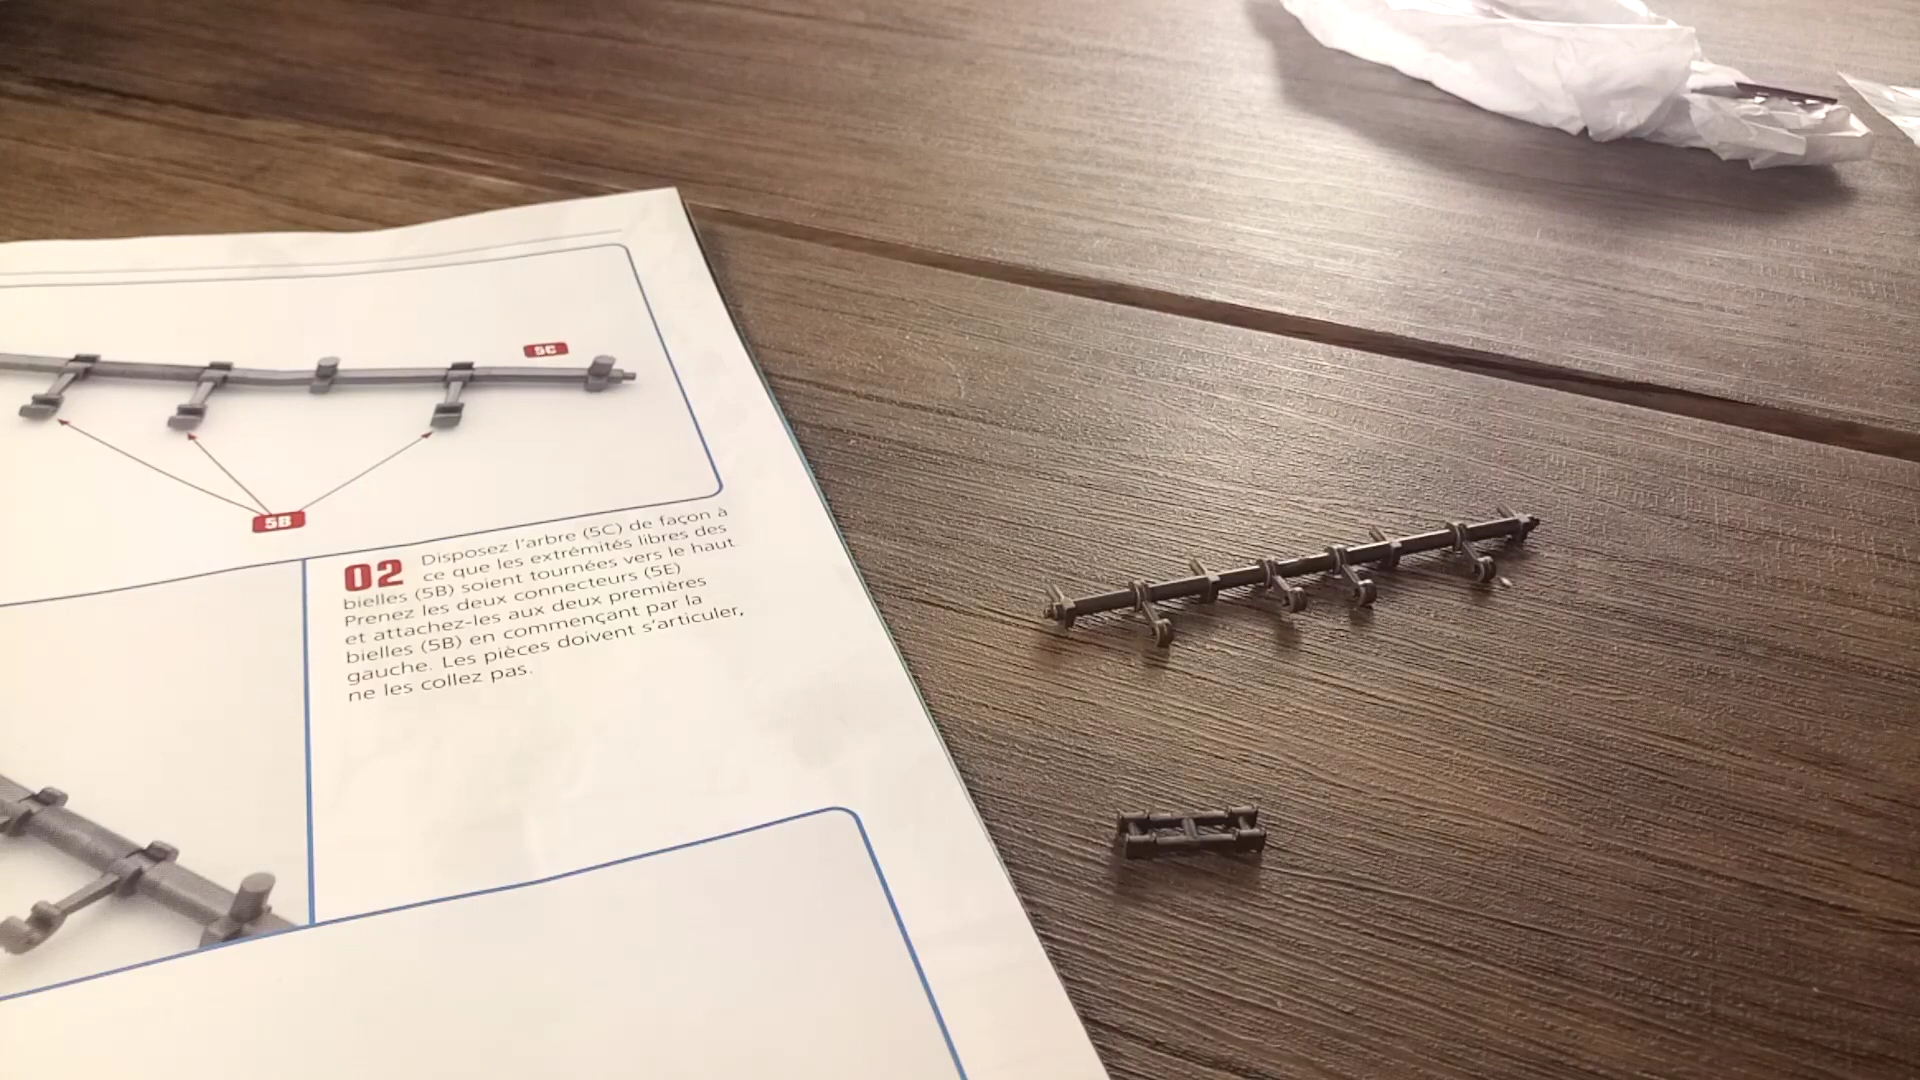 5C
5B
02 Disposez l'arbre (5C) de façon à
ce que les extrémités libres des
bielles (5B) soient tournées vers le haut.
Prenez les deux connecteurs (5E)
et attachez-les aux deux premières
bielles (5B) en commençant par la
gauche. Les pièces doivent s'articuler,
ne les collez pas.